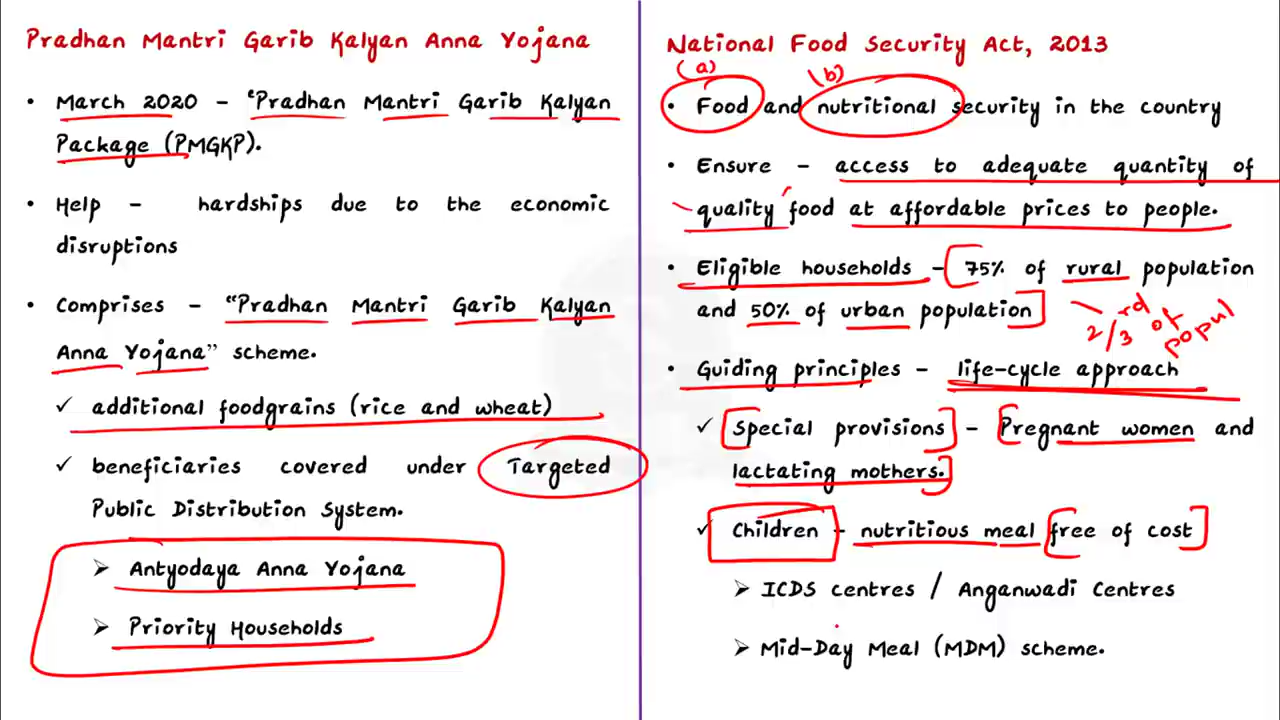 Pradhan Mantri Garib Kalyan Anna Yojana
• March 2020 – "Pradhan Mantri Garib Kalyan
Package (PMGKP).
• Help – hardships due to the economic
disruptions
• Comprises – "Pradhan Mantri Garib Kalyan
Anna Yojana" scheme.
✓ additional foodgrains (rice and wheat)
✓ beneficiaries covered under Targeted
Public Distribution System.
➢ Antyodaya Anna Yojana
➢ Priority Households
National Food Security Act, 2013
(a) (b)
• Food and nutritional security in the country
• Ensure – access to adequate quantity of
quality food at affordable prices to people.
• Eligible households – 75% of rural population
and 50% of urban population
2/3 rd of popul
• Guiding principles – life-cycle approach
✓ Special provisions – Pregnant women and
lactating mothers.
✓ Children – nutritious meal free of cost
➢ ICDS centres / Anganwadi Centres
➢ Mid-Day Meal (MDM) scheme.